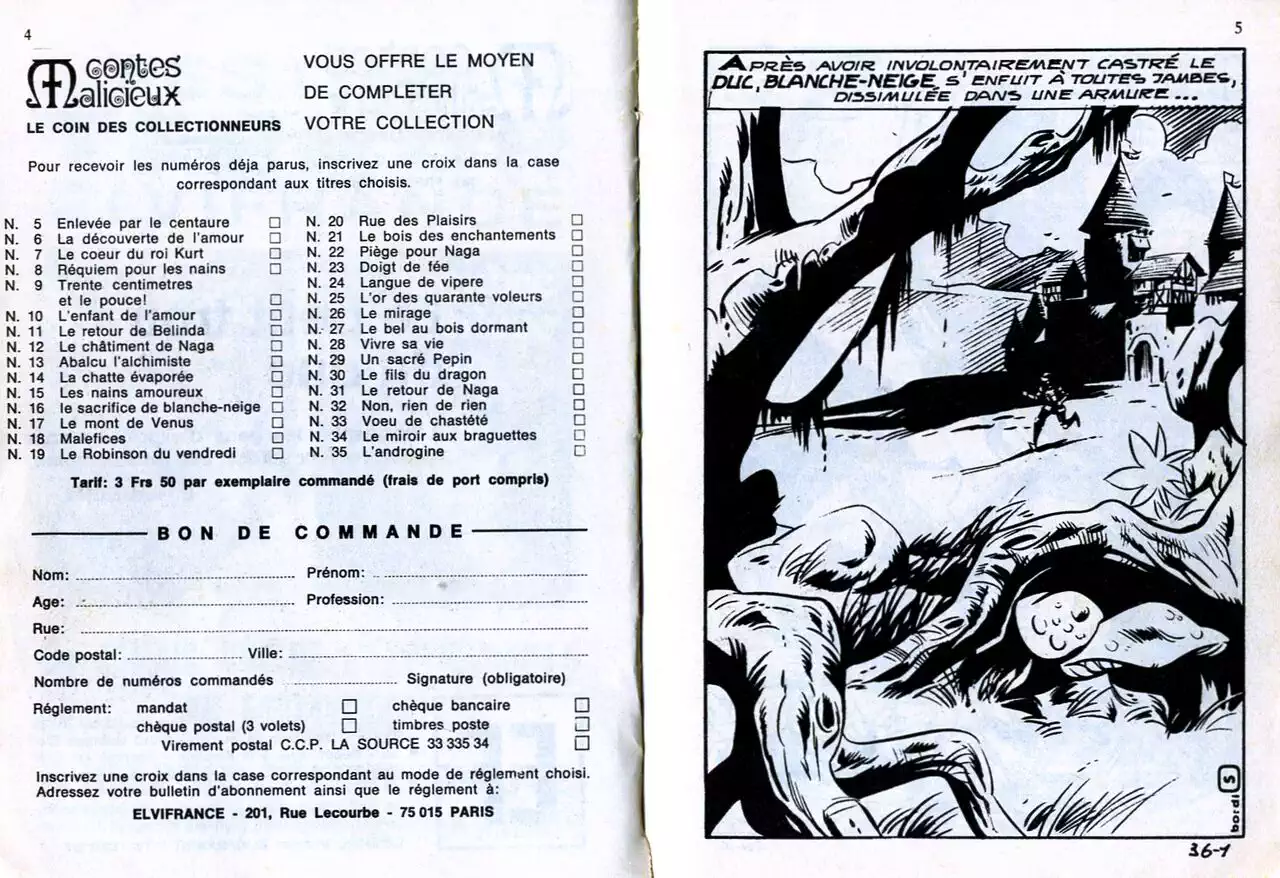 4
contes
Malicieux
LE COIN DES COLLECTIONNEURS
VOUS OFFRE LE MOYEN
DE COMPLETER
VOTRE COLLECTION
Pour recevoir les numéros déja parus, inscrivez une croix dans la case
correspondant aux titres choisis.
N. 5 Enlevée par le centaure
N. 6 La découverte de l'amour
N. 7 Le coeur du roi Kurt
N. 8 Réquiem pour les nains
N. 9 Trente centimetres
et le pouce!
N. 10 L'enfant de l'amour
N. 11 Le retour de Belinda
N. 12 Le châtiment de Naga
N. 13 Abalcu l'alchimiste
N. 14 La chatte évaporée
N. 15 Les nains amoureux
N. 16 le sacrifice de blanche-neige
N. 17 Le mont de Venus
N. 18 Malefices
N. 19 Le Robinson du vendredi
N. 20 Rue des Plaisirs
N. 21 Le bois des enchantements
N. 22 Piège pour Naga
N. 23 Doigt de fée
N. 24 Langue de vipere
N. 25 L'or des quarante voleurs
N. 26 Le mirage
N. 27 Le bel au bois dormant
N. 28 Vivre sa vie
N. 29 Un sacré Pepin
N. 30 Le fils du dragon
N. 31 Le retour de Naga
N. 32 Non, rien de rien
N. 33 Voeu de chastété
N. 34 Le miroir aux braguettes
N. 35 L'androgine
Tarif: 3 Frs 50 par exemplaire commandé (frais de port compris)
BON DE COMMANDE
Nom: Prénom:
Age: Profession:
Rue:
Code postal: Ville:
Nombre de numéros commandés Signature (obligatoire)
Réglement: mandat chèque bancaire
chèque postal (3 volets) timbres poste
Virement postal C.C.P. LA SOURCE 33 335 34
Inscrivez une croix dans la case correspondant au mode de réglement choisi.
Adressez votre bulletin d'abonnement ainsi que le réglement à:
ELVIFRANCE - 201, Rue Lecourbe - 75 015 PARIS
5
APRÈS AVOIR INVOLONTAIREMENT CASTRÉ LE
DUC, BLANCHE-NEIGE, S'ENFUIT À TOUTES JAMBES,
DISSIMULÉE DANS UNE ARMURE ...
bordi S
36-1